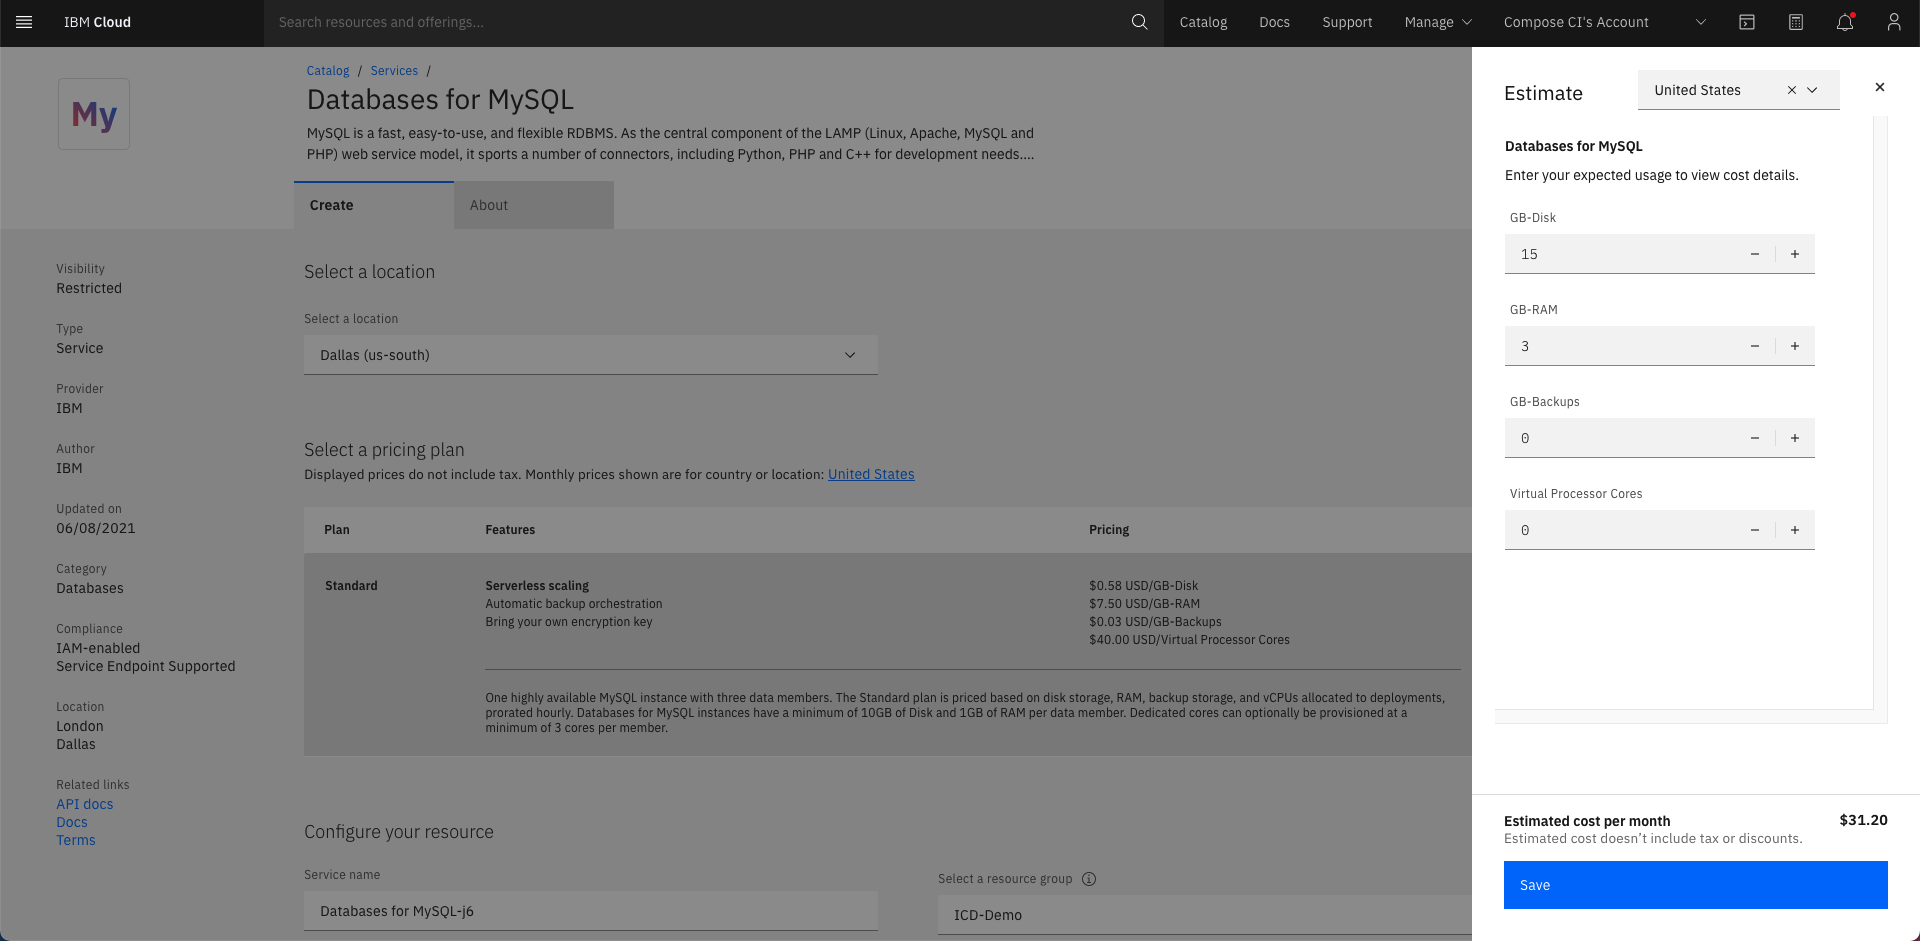 IBM Cloud
Search resources and offerings...
Catalog
Docs
Support
Manage
Compose CI's Account
Catalog / Services /
My
Databases for MySQL
MySQL is a fast, easy-to-use, and flexible RDBMS. As the central component of the LAMP (Linux, Apache, MySQL and
PHP) web service model, it sports a number of connectors, including Python, PHP and C++ for development needs....
Create
About
Visibility
Restricted
Type
Service
Provider
IBM
Author
IBM
Updated on
06/08/2021
Category
Databases
Compliance
IAM-enabled
Service Endpoint Supported
Location
London
Dallas
Related links
API docs
Docs
Terms
Select a location
Select a location
Dallas (us-south)
Select a pricing plan
Displayed prices do not include tax. Monthly prices shown are for country or location: United States
Plan
Features
Pricing
Standard
Serverless scaling
Automatic backup orchestration
Bring your own encryption key
$0.58 USD/GB-Disk
$7.50 USD/GB-RAM
$0.03 USD/GB-Backups
$40.00 USD/Virtual Processor Cores
One highly available MySQL instance with three data members. The Standard plan is priced based on disk storage, RAM, backup storage, and vCPUs allocated to deployments,
prorated hourly. Databases for MySQL instances have a minimum of 10GB of Disk and 1GB of RAM per data member. Dedicated cores can optionally be provisioned at a
minimum of 3 cores per member.
Configure your resource
Service name
Databases for MySQL-j6
Select a resource group
ICD-Demo
Estimate
United States
Databases for MySQL
Enter your expected usage to view cost details.
GB-Disk
15
GB-RAM
3
GB-Backups
0
Virtual Processor Cores
0
Estimated cost per month
$31.20
Estimated cost doesn't include tax or discounts.
Save